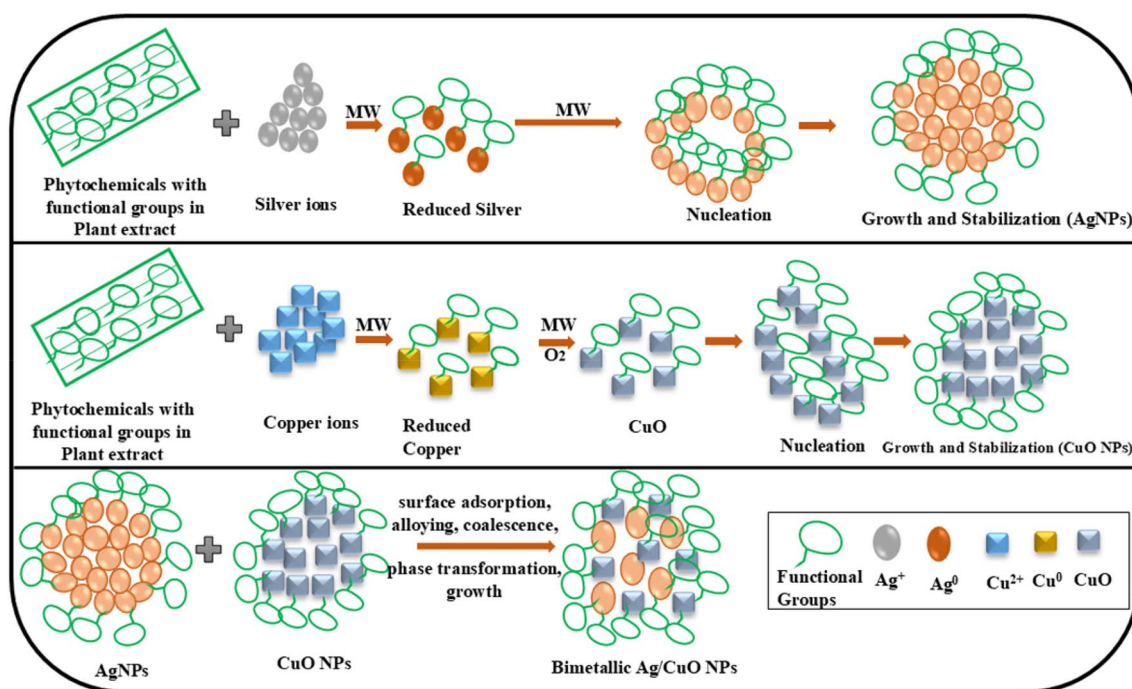 MW
MW
Phytochemicals with
functional groups in
Plant extract
Silver ions
Reduced Silver
Nucleation
Growth and Stabilization (AgNPs)
MW
MW
O2
Phytochemicals with
functional groups in
Plant extract
Copper ions
Reduced
Copper
CuO
Nucleation
Growth and Stabilization (CuO NPs)
surface adsorption,
alloying, coalescence,
phase transformation,
growth
AgNPs
CuO NPs
Bimetallic Ag/CuO NPs
Functional
Groups
Ag⁺
Ag⁰
Cu²⁺
Cu⁰
CuO